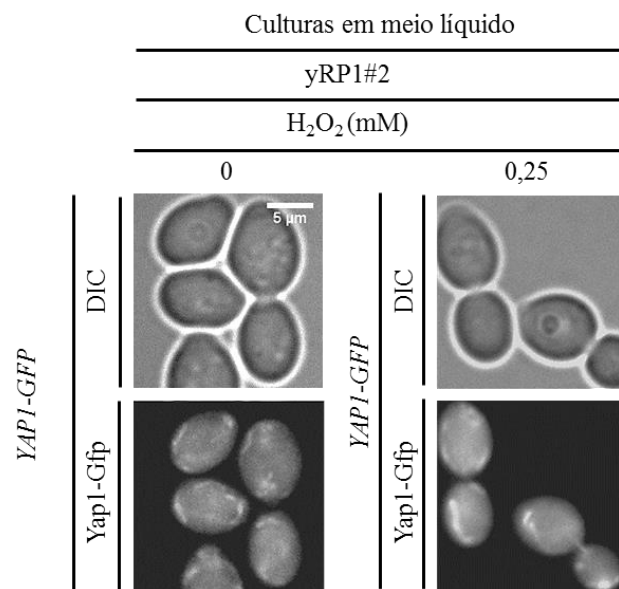 Culturas em meio líquido
yRP1#2
H₂O₂ (mM)
0
0,25
5 µm
YAP1-GFP
DIC
Yap1-Gfp
YAP1-GFP
DIC
Yap1-Gfp